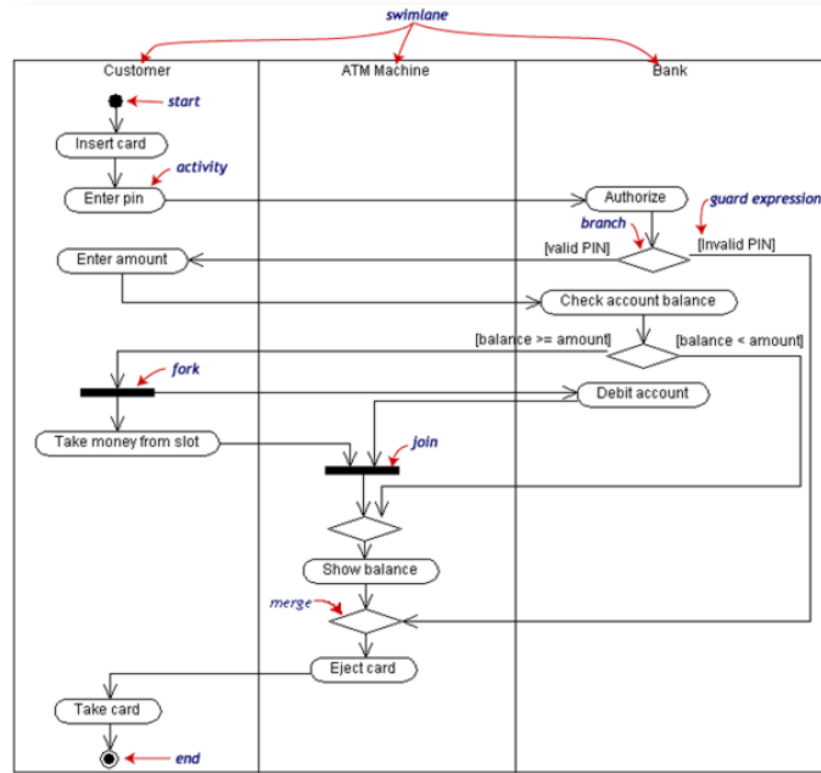 swimlane
Customer
ATM Machine
Bank
start
Insert card
activity
Enter pin
Authorize
guard expression
branch
[valid PIN]
[Invalid PIN]
Enter amount
Check account balance
[balance >= amount]
[balance < amount]
fork
Debit account
Take money from slot
join
Show balance
merge
Eject card
Take card
end